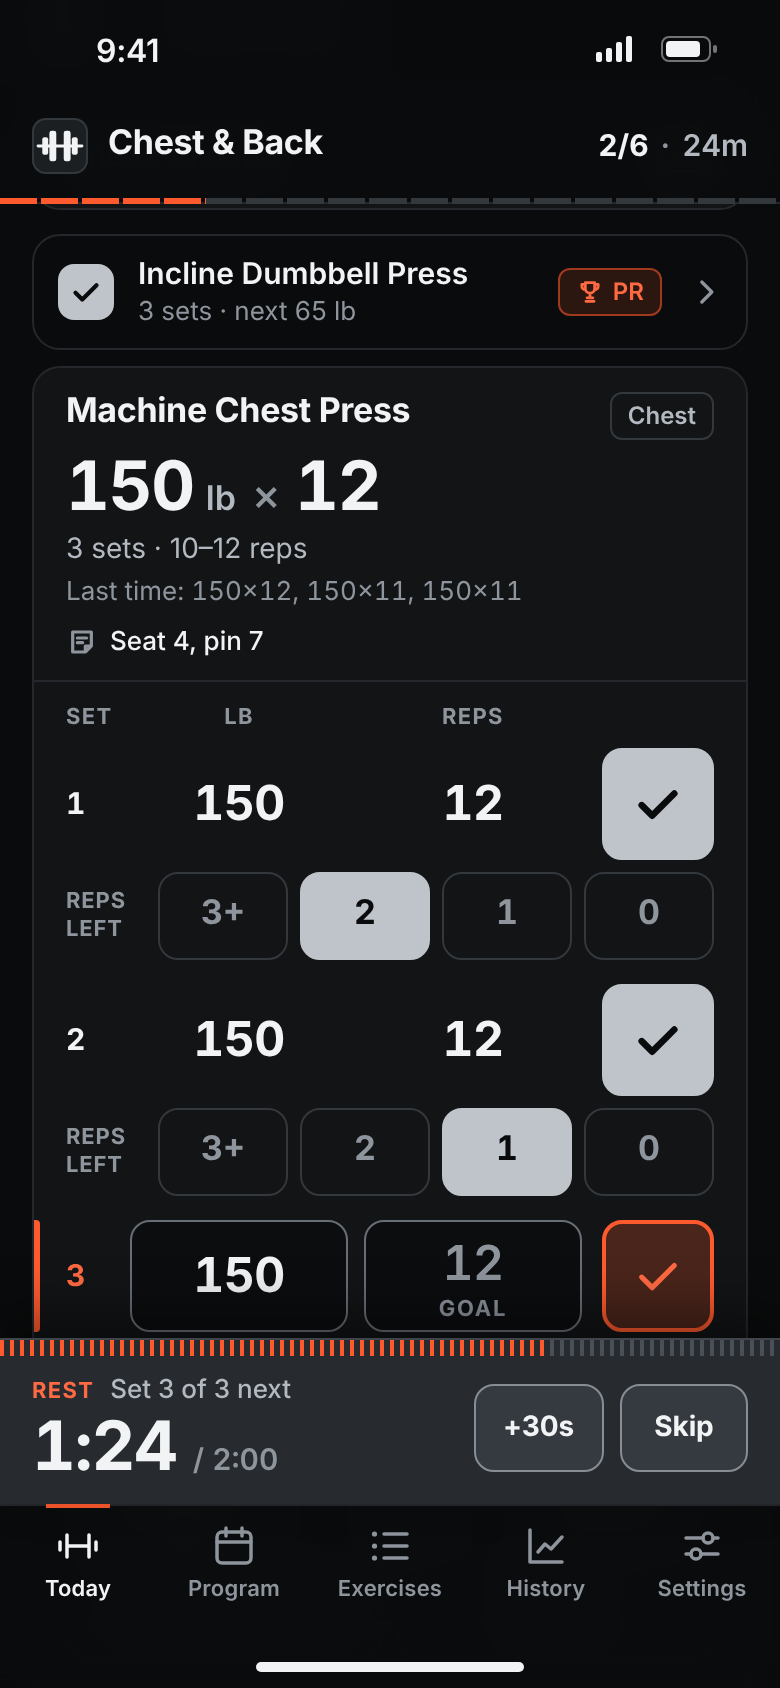 9:41
Chest & Back
2/6 · 24m
Incline Dumbbell Press
3 sets · next 65 lb
PR
Machine Chest Press
Chest
150 lb × 12
3 sets · 10–12 reps
Last time: 150×12, 150×11, 150×11
Seat 4, pin 7
SET LB REPS
1 150 12
REPS LEFT 3+ 2 1 0
2 150 12
REPS LEFT 3+ 2 1 0
3 150 12
GOAL
REST Set 3 of 3 next
1:24 / 2:00
+30s Skip
Today Program Exercises History Settings